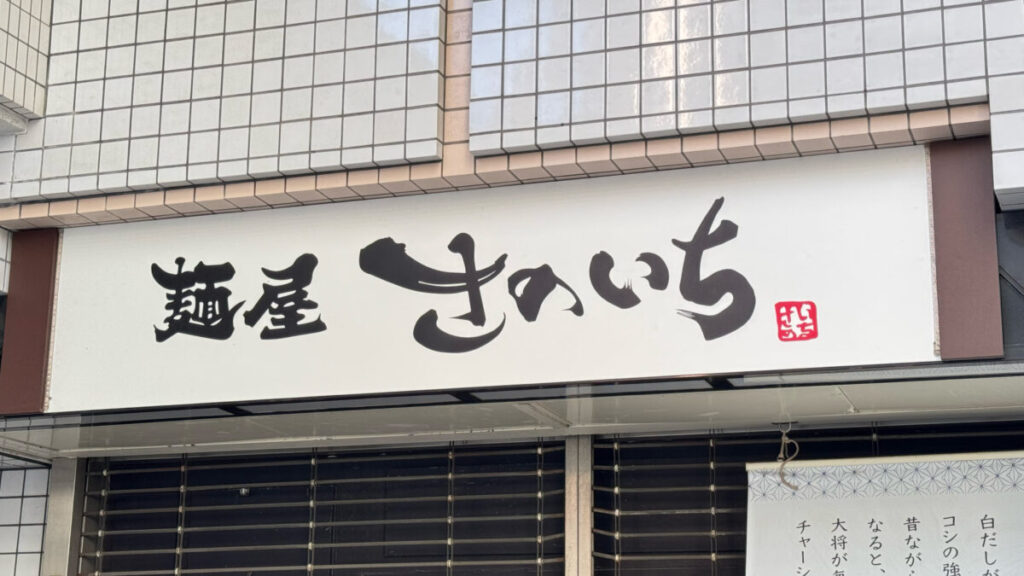 麺屋 さのいち
白だしが
コシの強
昔なが
なると、
大将が
チャーシ